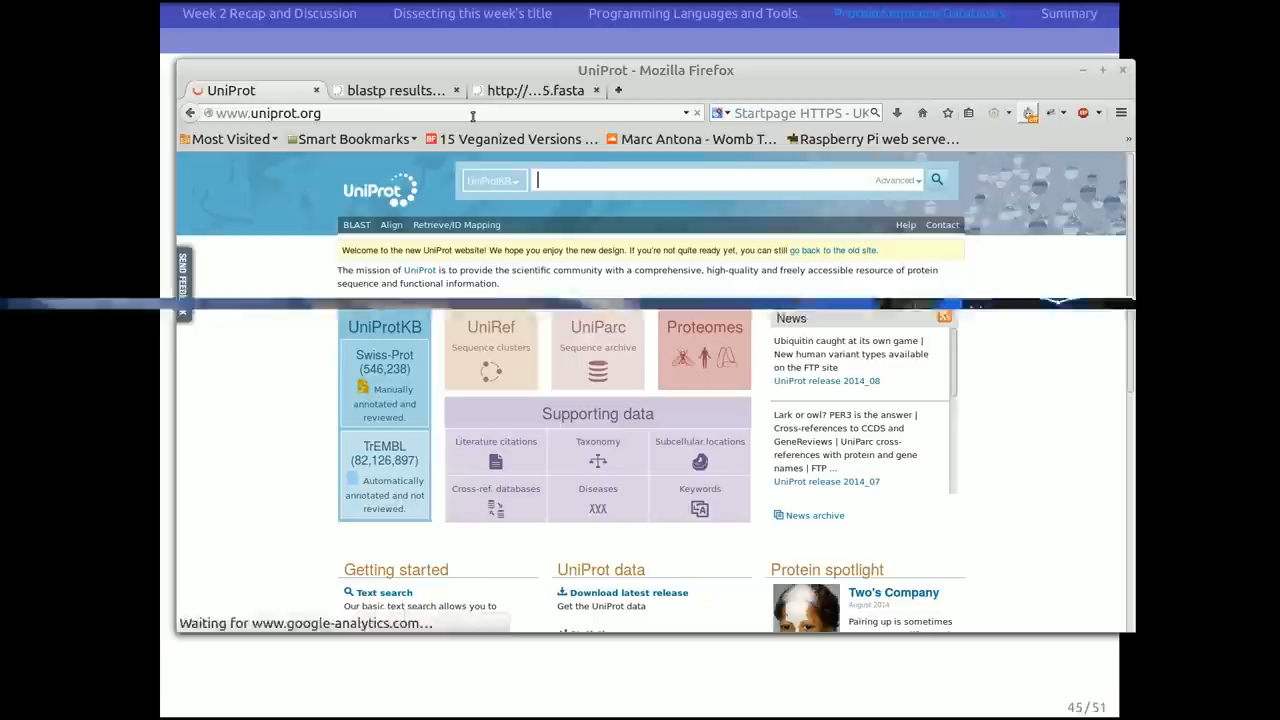 Week 2 Recap and Discussion Dissecting this week's title Programming Languages and Tools Protein Sequence Databases Summary
UniProt - Mozilla Firefox
UniProt blastp results... http://...5.fasta
www.uniprot.org Startpage HTTPS - UK
Most Visited Smart Bookmarks 15 Veganized Versions ... Marc Antona - Womb T... Raspberry Pi web serve... »
UniProt UniProtKB Advanced
BLAST Align Retrieve/ID Mapping Help Contact
Welcome to the new UniProt website! We hope you enjoy the new design. If you're not quite ready yet, you can still go back to the old site.
The mission of UniProt is to provide the scientific community with a comprehensive, high-quality and freely accessible resource of protein
sequence and functional information.
SEND
UniProtKB
Swiss-Prot
(546,238)
Manually
annotated and
reviewed.
TrEMBL
(82,126,897)
Automatically
annotated and not
reviewed.
UniRef
Sequence clusters
UniParc
Sequence archive
Proteomes
Supporting data
Literature citations Taxonomy Subcellular locations
Cross-ref. databases Diseases Keywords
News
Ubiquitin caught at its own game |
New human variant types available
on the FTP site
UniProt release 2014_08
Lark or owl? PER3 is the answer |
Cross-references to CCDS and
GeneReviews | UniProt cross-
references with protein and gene
names | FTP ...
UniProt release 2014_07
News archive
Getting started
Text search
Our basic text search allows you to
UniProt data
Download latest release
Get the UniProt data
Protein spotlight
Two's Company
August 2014
Pairing up is sometimes
Waiting for www.google-analytics.com...
45/51